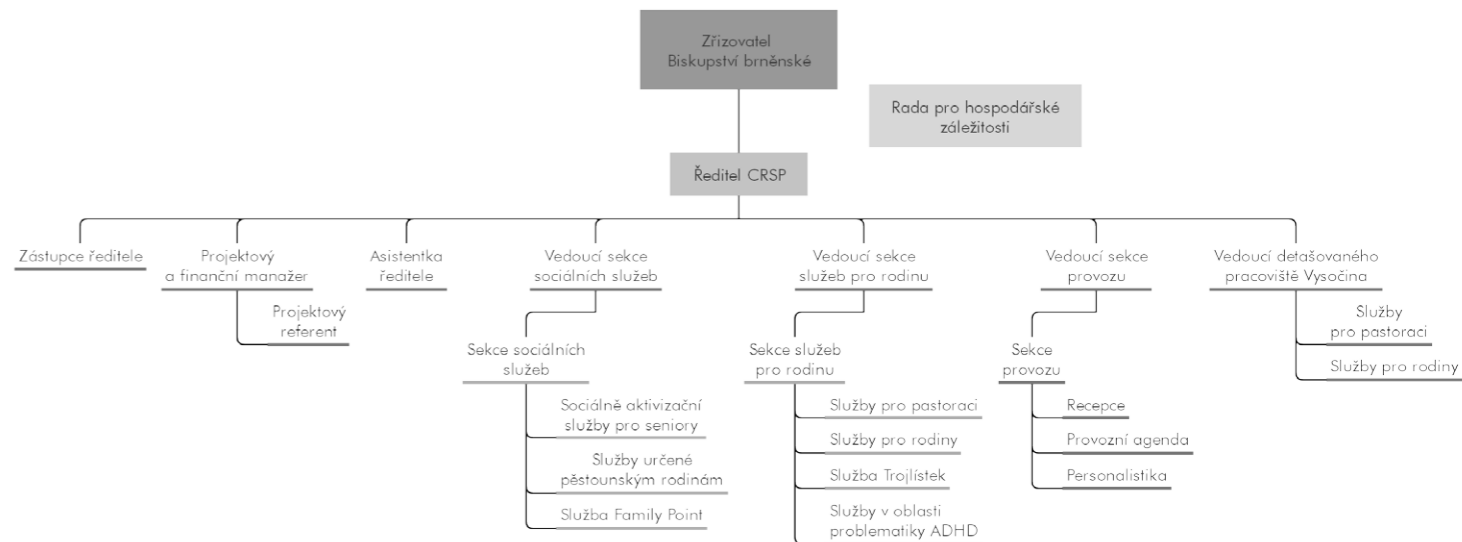 Zřizovatel
Biskupství brněnské
Rada pro hospodářské
záležitosti
Ředitel CRSP
Zástupce ředitele
Projektový
a finanční manažer
Asistentka
ředitele
Vedoucí sekce
sociálních služeb
Vedoucí sekce
služeb pro rodinu
Vedoucí sekce
provozu
Vedoucí detašovaného
pracoviště Vysočina
Projektový
referent
Služby
pro pastoraci
Služby pro rodiny
Sekce sociálních
služeb
Sekce služeb
pro rodinu
Sekce
provozu
Sociálně aktivizační
služby pro seniory
Služby určené
pěstounským rodinám
Služba Family Point
Služby pro pastoraci
Služby pro rodiny
Služba Trojlístek
Služby v oblasti
problematiky ADHD
Recepce
Provozní agenda
Personalistika